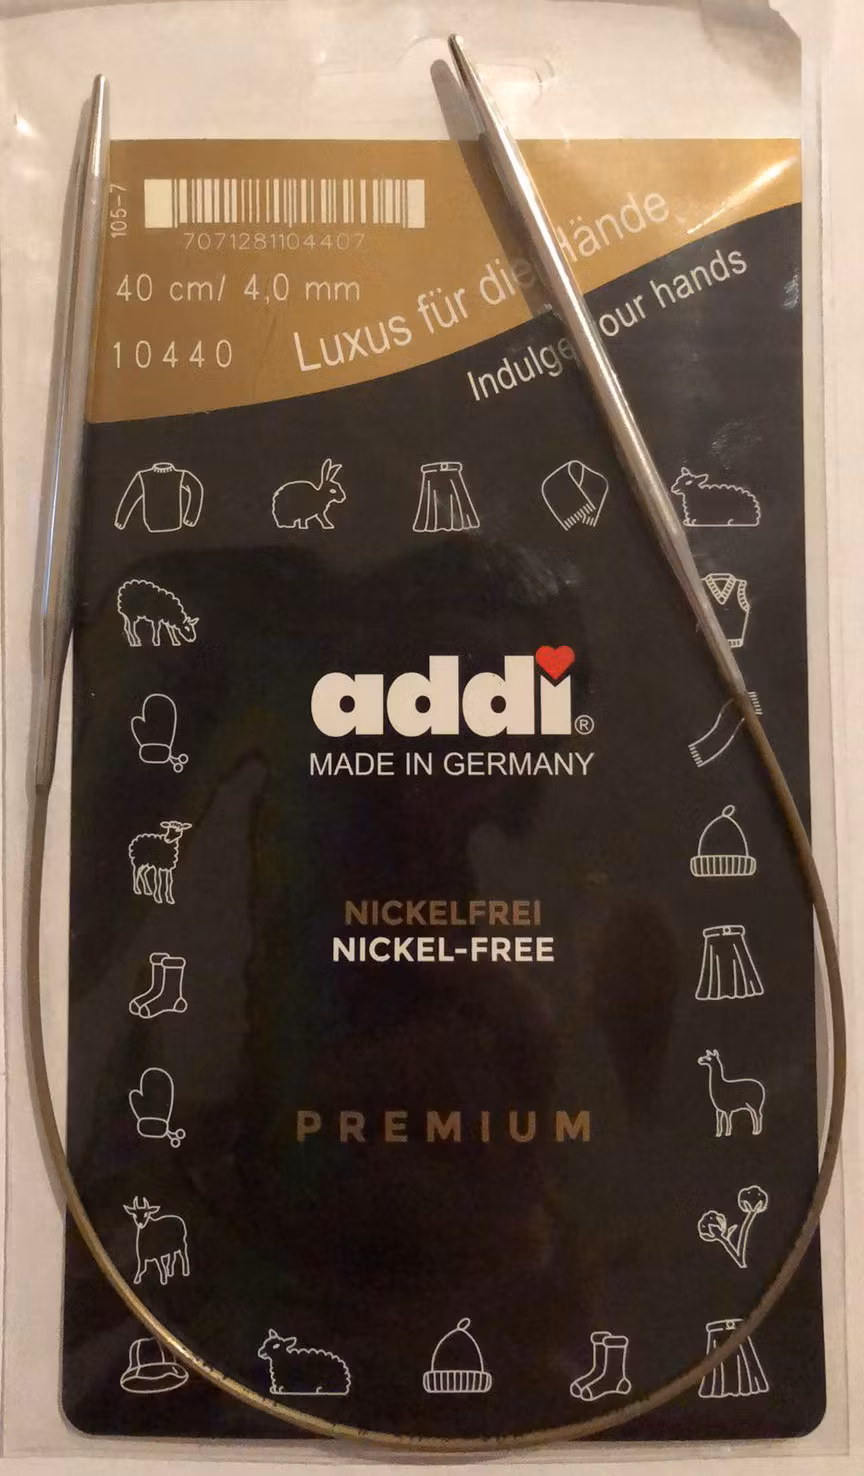 105-7
7071281104407
40 cm/ 4,0 mm
10440
Luxus für die Hände
Indulge your hands
addi®
MADE IN GERMANY
NICKELFREI
NICKEL-FREE
PREMIUM